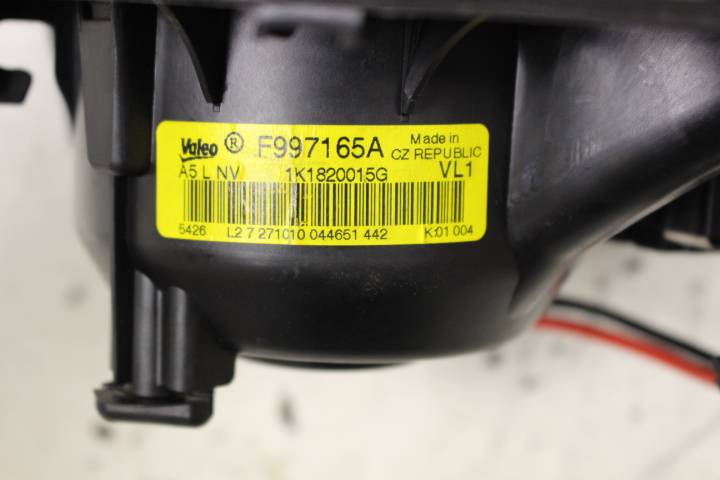 Valeo ® F997165A Made in
CZ REPUBLIC
A5 L NV 1K1820015G VL1
5426 L2 7 271010 044651 442 K:01 004